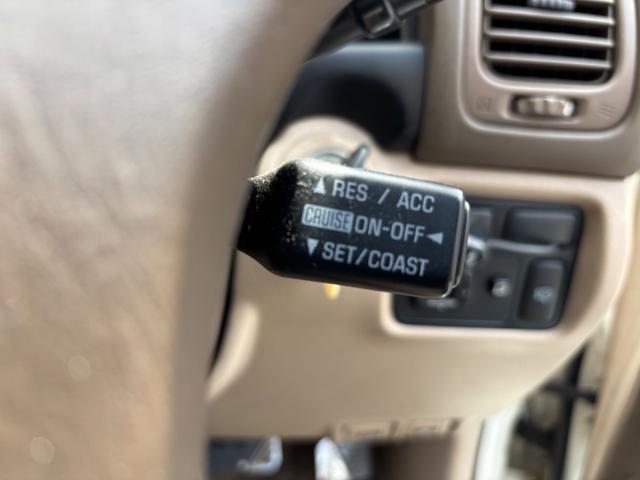 ▲ RES / ACC
CRUISE ON-OFF ◄
▼ SET/COAST